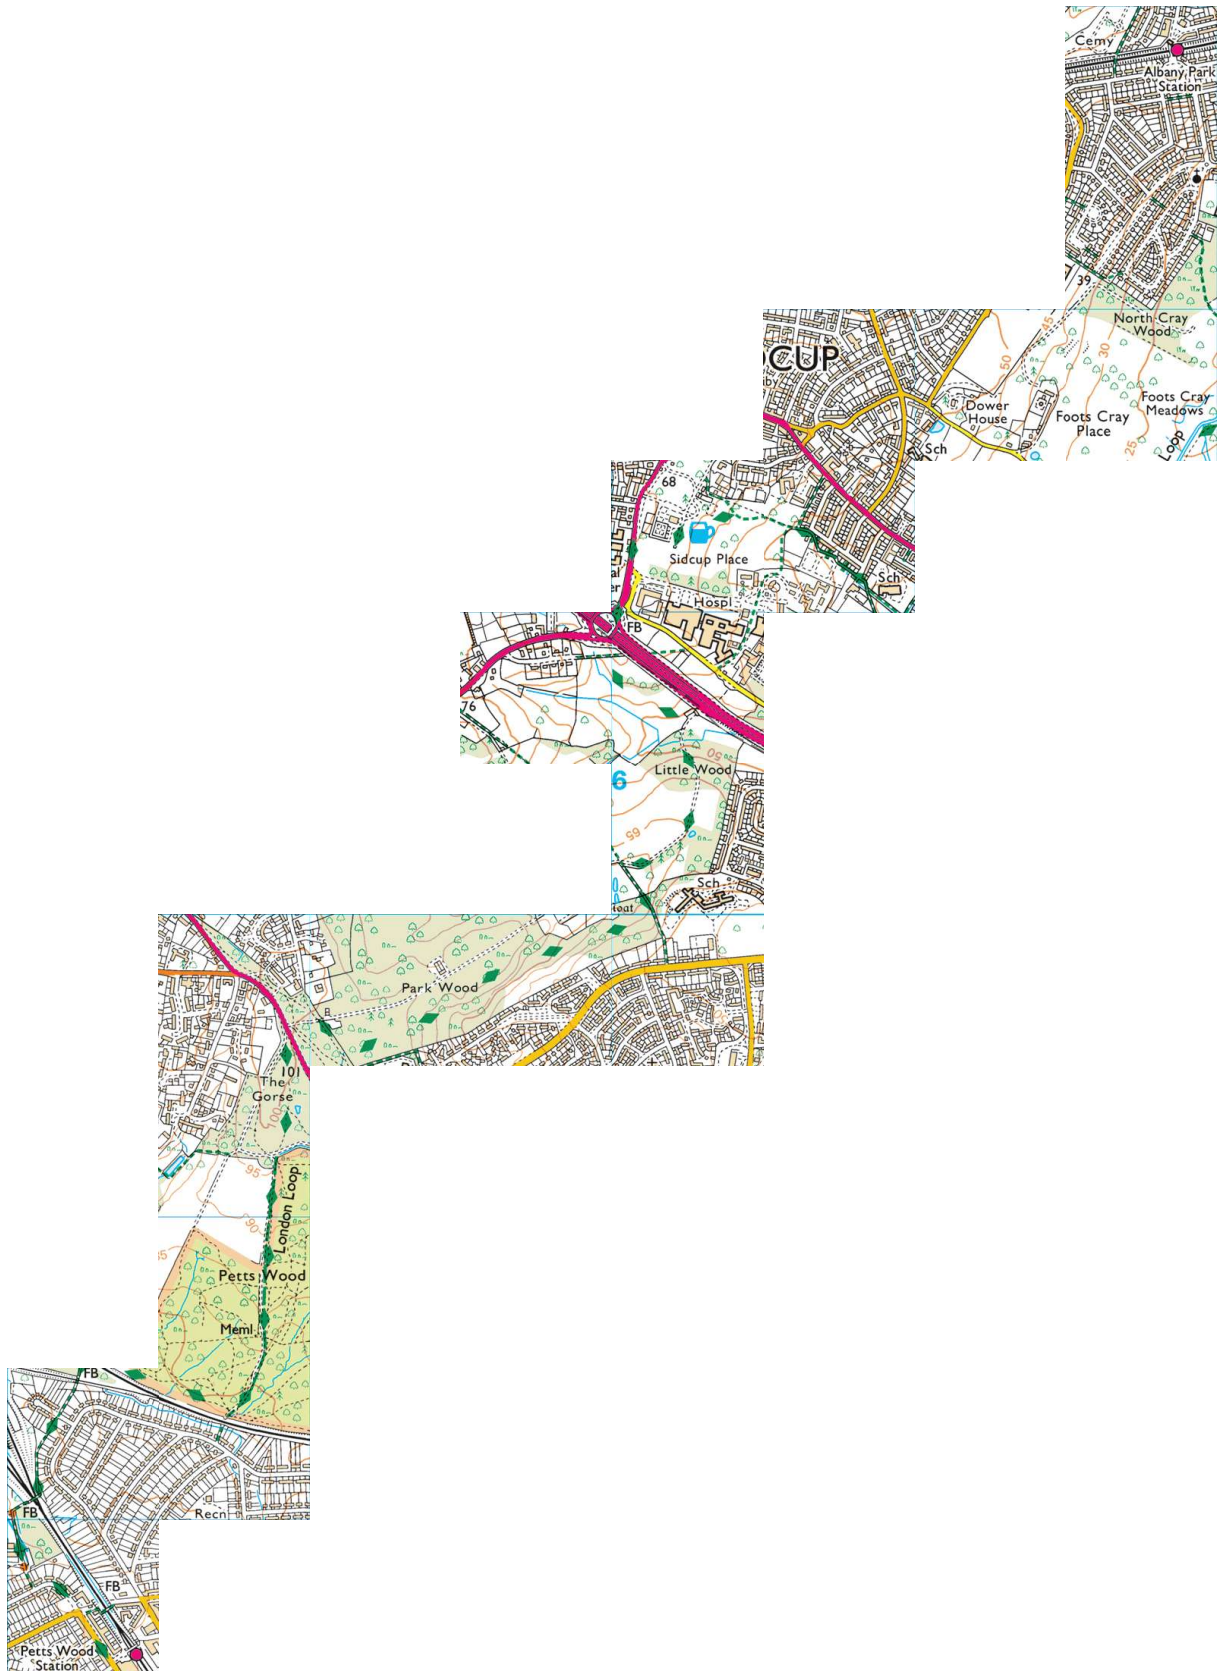 Cemy
Albany Park
Station
39
North Cray
Wood
45
50
30
25
CUP
Dower
House
Foots Cray
Place
Foots Cray
Meadows
Loop
Sch
68
Sidcup Place
Hospl
Sch
FB
76
50
Little Wood
6
65
Sch
Park Wood
101
The
Gorse
100
95
90
London Loop
Petts Wood
Meml
FB
Recn
FB
FB
Petts Wood
Station